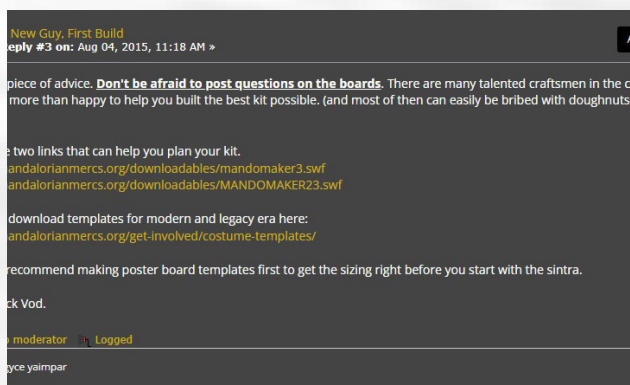 New Guy, First Build
eply #3 on: Aug 04, 2015, 11:18 AM »
A
piece of advice. Don't be afraid to post questions on the boards. There are many talented craftsmen in the c
more than happy to help you built the best kit possible. (and most of then can easily be bribed with doughnuts
e two links that can help you plan your kit.
andalorianmercs.org/downloadables/mandomaker3.swf
andalorianmercs.org/downloadables/MANDOMAKER23.swf
download templates for modern and legacy era here:
andalorianmercs.org/get-involved/costume-templates/
recommend making poster board templates first to get the sizing right before you start with the sintra.
ck Vod.
o moderator Logged
gyce yaimpar